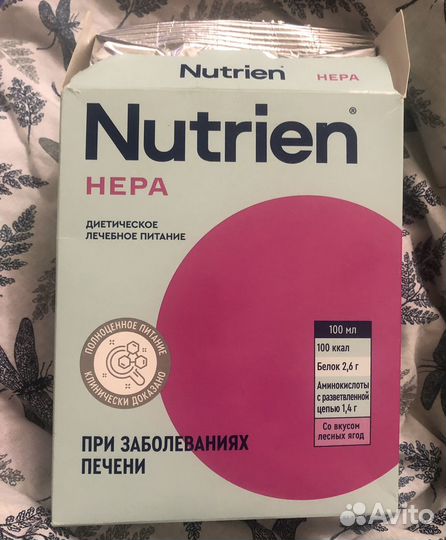 Nutrien® НЕРА
Nutrien®
НЕРА
ДИЕТИЧЕСКОЕ
ЛЕЧЕБНОЕ ПИТАНИЕ
ПОЛНОЦЕННОЕ ПИТАНИЕ
КЛИНИЧЕСКИ ДОКАЗАНО
100 мл
100 ккал
Белок 2,6 г
Аминокислоты
с разветвленной
цепью 1,4 г
Со вкусом
лесных ягод
ПРИ ЗАБОЛЕВАНИЯХ
ПЕЧЕНИ
Avito